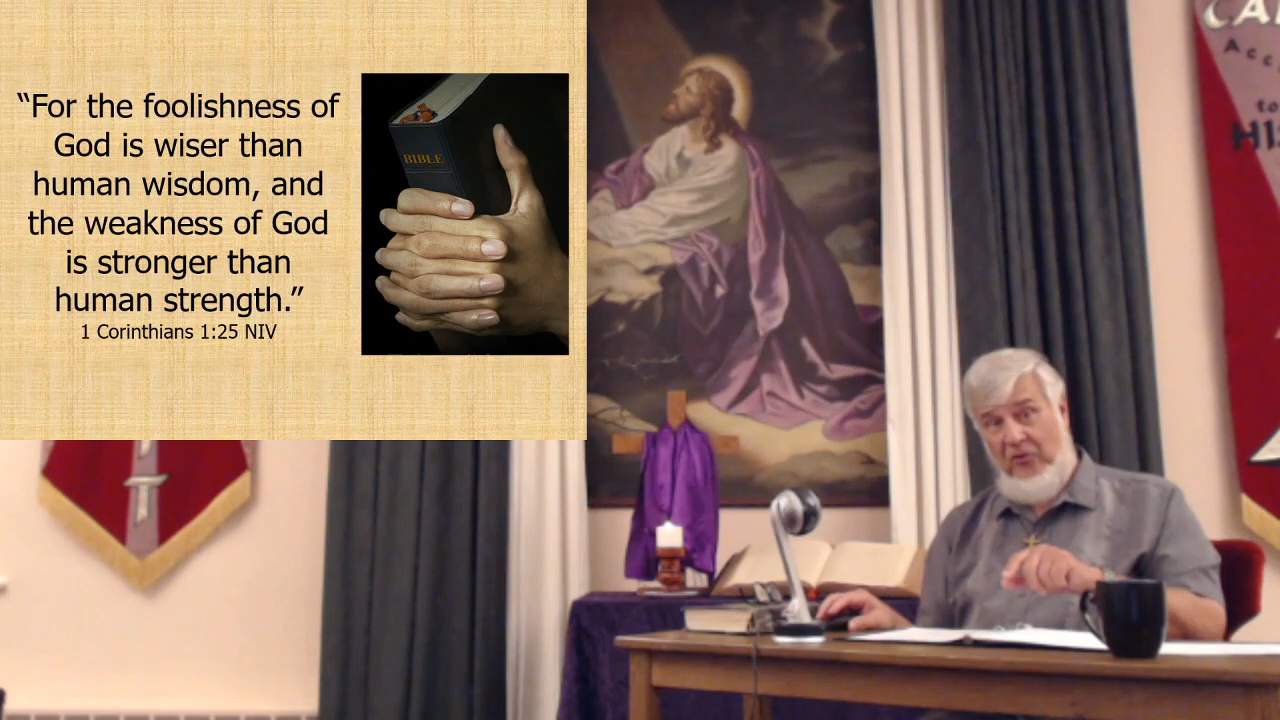 “For the foolishness of
God is wiser than
human wisdom, and
the weakness of God
is stronger than
human strength.”
1 Corinthians 1:25 NIV
BIBLE